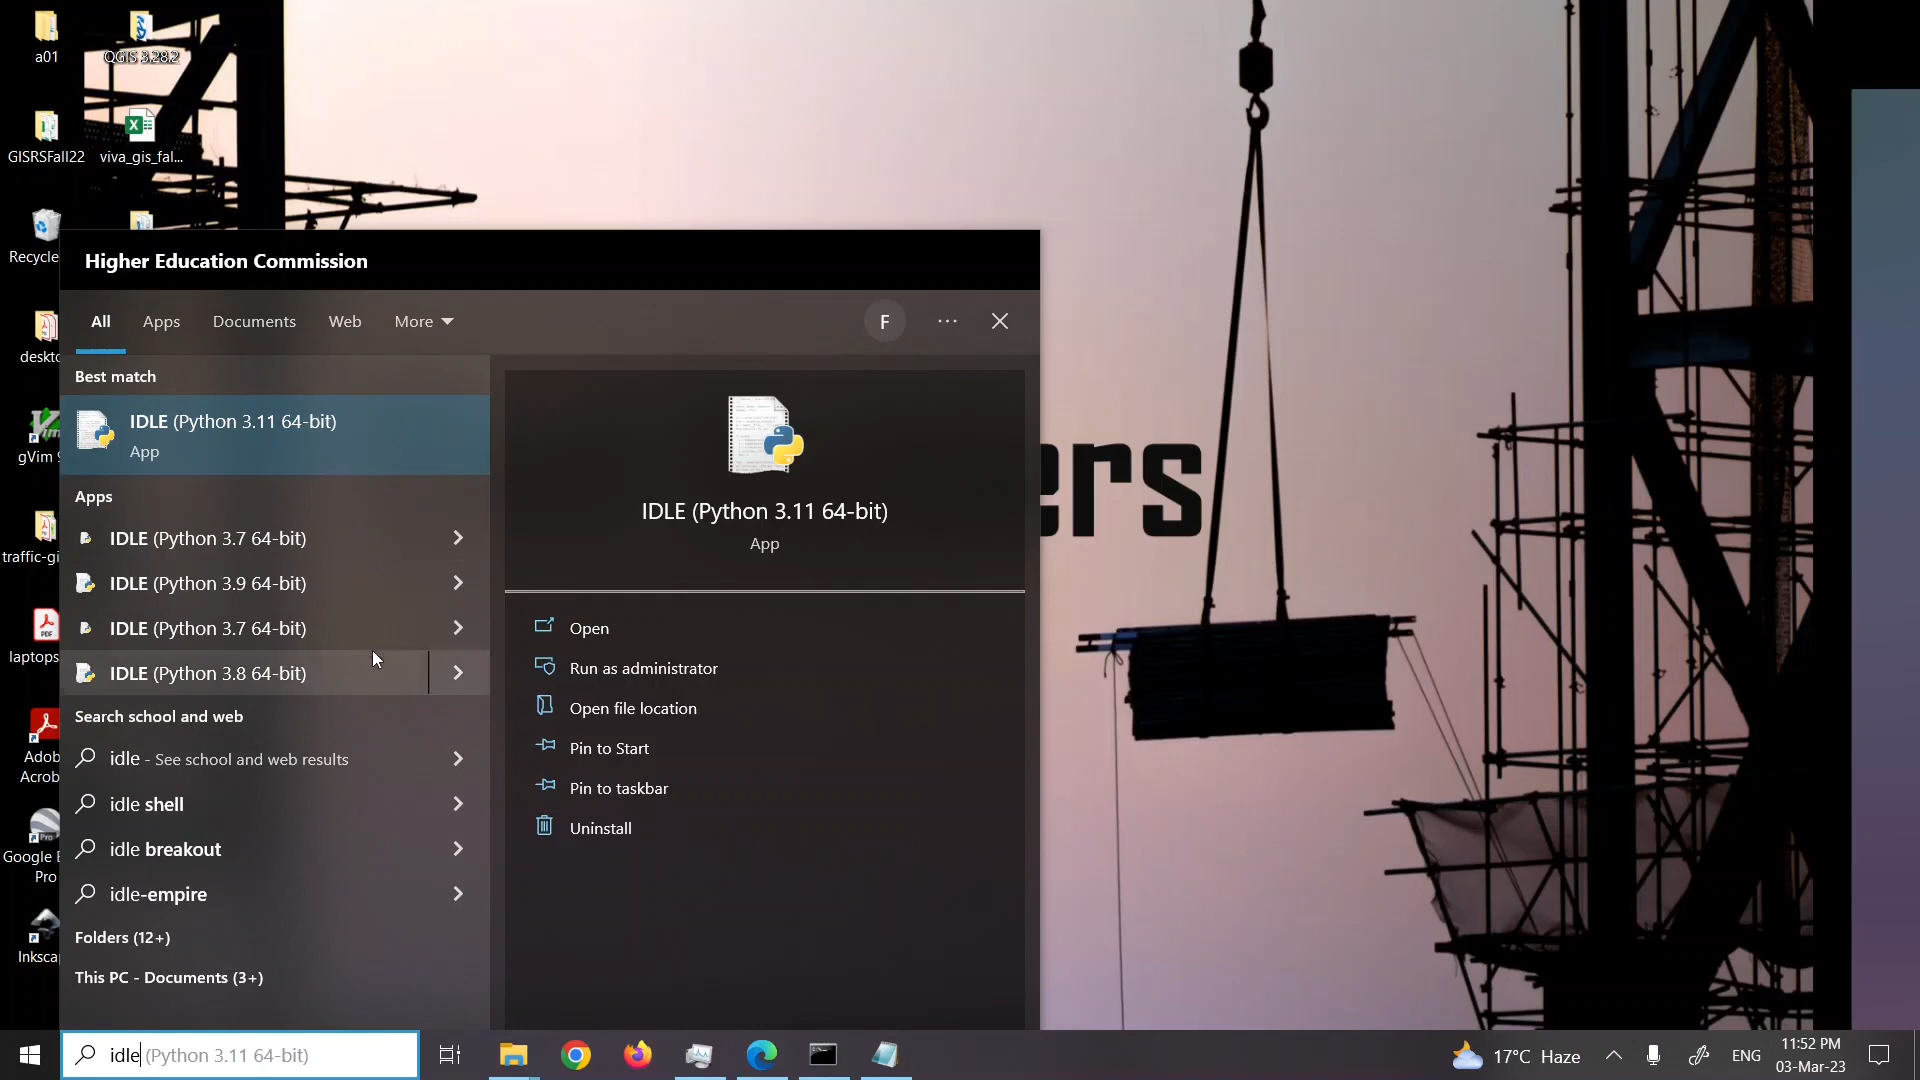 a01
QGIS 3.28.2
GISRSFall22
viva_gis_fal...
Recycle
deskto
gVim 9
traffic-gi
laptops
Adob
Acrob
Google E
Pro
Inksca
ers
Higher Education Commission
All
Apps
Documents
Web
More
F
Best match
IDLE (Python 3.11 64-bit)
App
Apps
IDLE (Python 3.7 64-bit)
IDLE (Python 3.9 64-bit)
IDLE (Python 3.7 64-bit)
IDLE (Python 3.8 64-bit)
Search school and web
idle - See school and web results
idle shell
idle breakout
idle-empire
Folders (12+)
This PC - Documents (3+)
IDLE (Python 3.11 64-bit)
App
Open
Run as administrator
Open file location
Pin to Start
Pin to taskbar
Uninstall
idle (Python 3.11 64-bit)
17°C Haze
ENG
11:52 PM
03-Mar-23